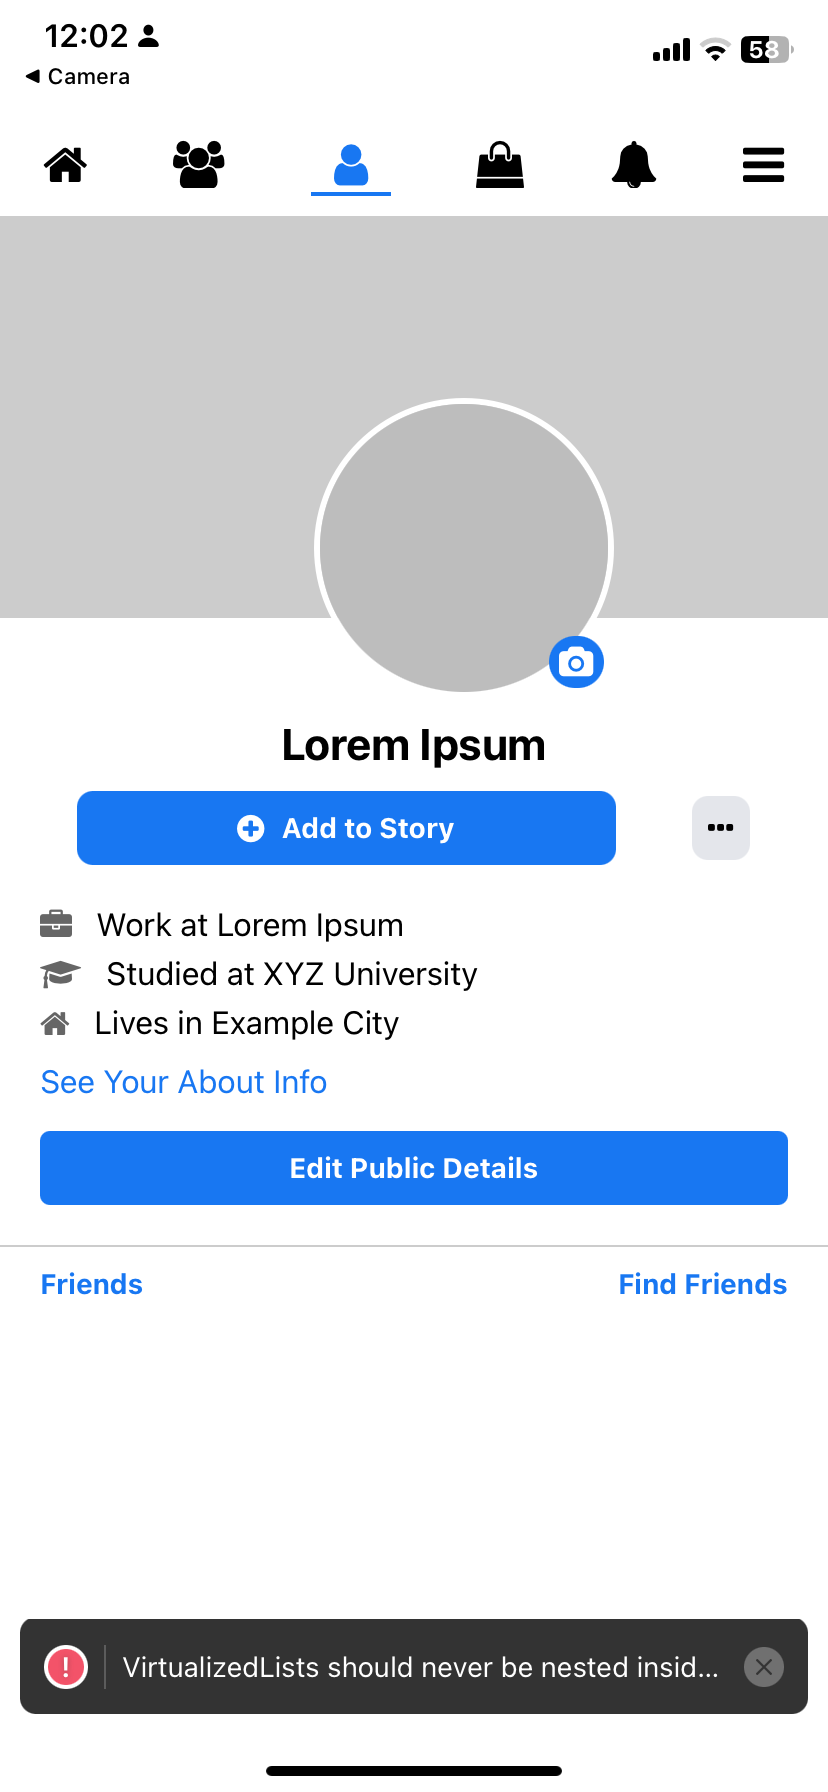 12:02
58
◀ Camera
Lorem Ipsum
Add to Story
Work at Lorem Ipsum
Studied at XYZ University
Lives in Example City
See Your About Info
Edit Public Details
Friends
Find Friends
VirtualizedLists should never be nested insid...